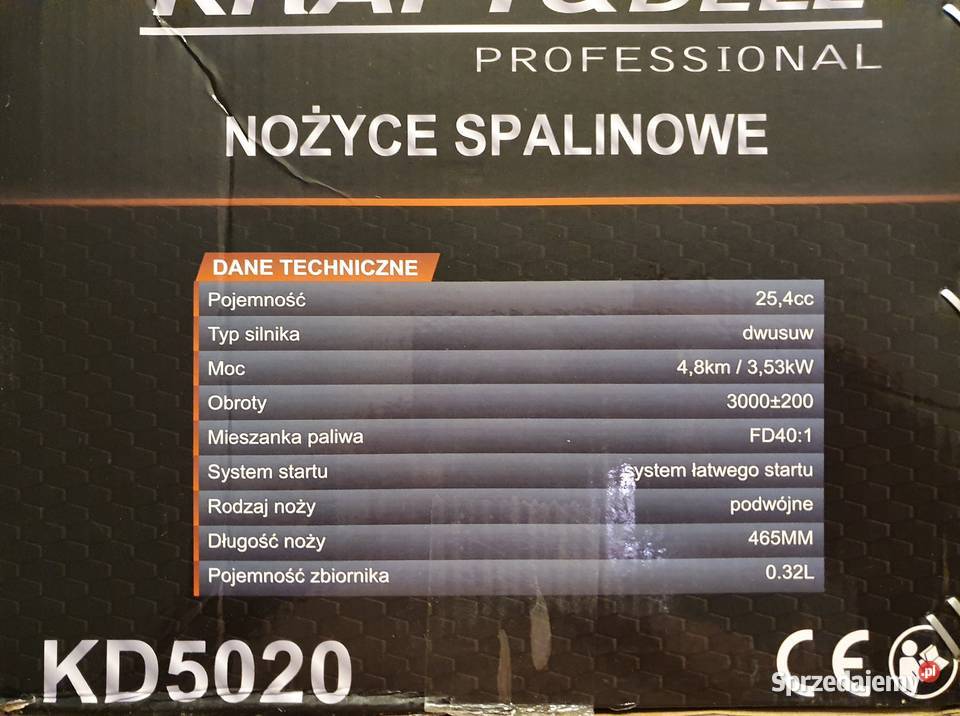 KRAFT&DELE
PROFESSIONAL
NOŻYCE SPALINOWE
DANE TECHNICZNE
Pojemność 25,4cc
Typ silnika dwusuw
Moc 4,8km / 3,53kW
Obroty 3000±200
Mieszanka paliwa FD40:1
System startu system łatwego startu
Rodzaj noży podwójne
Długość noży 465MM
Pojemność zbiornika 0.32L
KD5020
CE
Sprzedajemy.pl